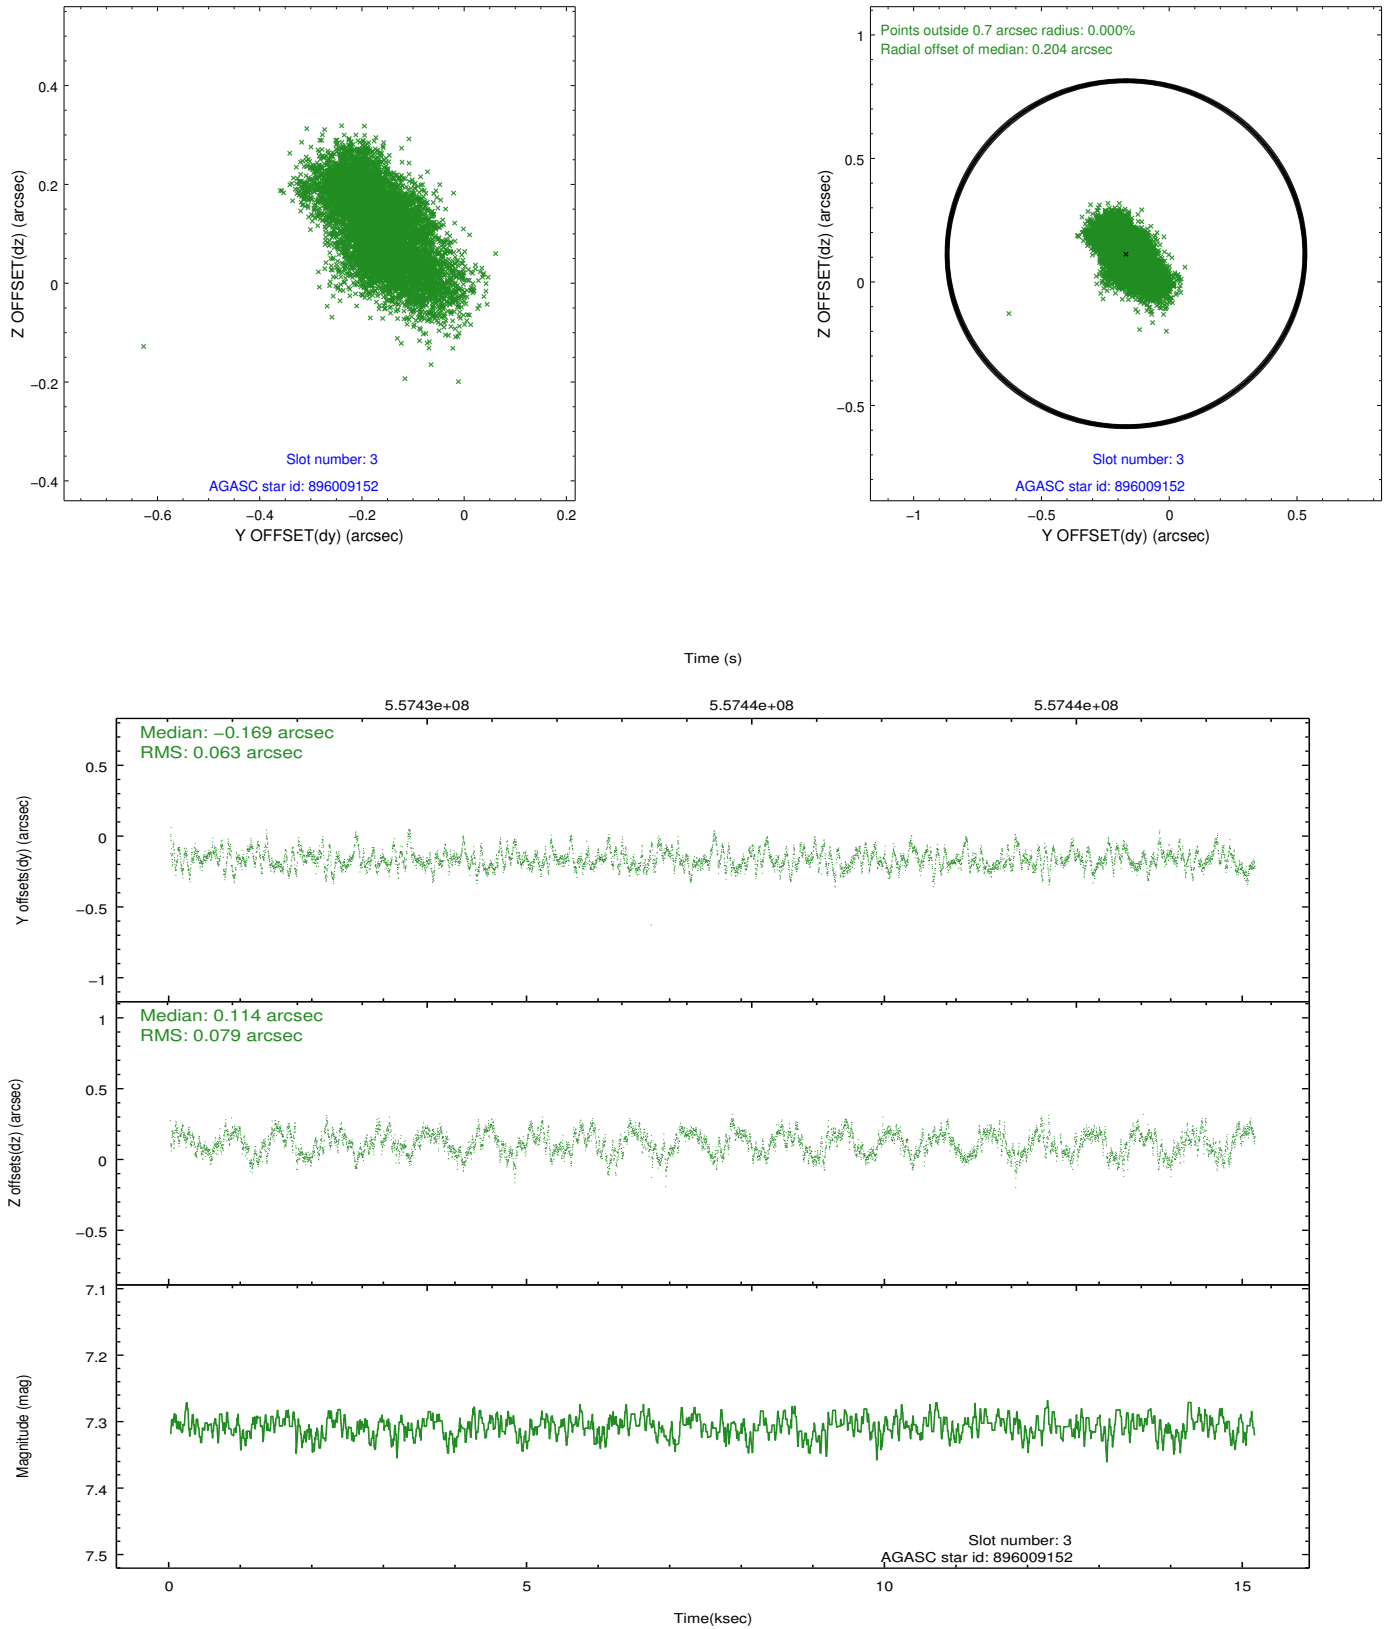 0.4
0.2
0
−0.2
−0.4
Z OFFSET(dz) (arcsec)
Slot number: 3
AGASC star id: 896009152
−0.6
−0.4
−0.2
0
0.2
Y OFFSET(dy) (arcsec)
Points outside 0.7 arcsec radius: 0.000%
Radial offset of median: 0.204 arcsec
1
0.5
0
−0.5
Z OFFSET(dz) (arcsec)
Slot number: 3
AGASC star id: 896009152
−1
−0.5
0
0.5
Y OFFSET(dy) (arcsec)
Time (s)
5.5743e+08
5.5744e+08
5.5744e+08
Median: −0.169 arcsec
RMS: 0.063 arcsec
0.5
0
−0.5
−1
Y offsets(dy) (arcsec)
Median: 0.114 arcsec
RMS: 0.079 arcsec
1
0.5
0
−0.5
Z offsets(dz) (arcsec)
7.1
7.2
7.3
7.4
7.5
Magnitude (mag)
Slot number: 3
AGASC star id: 896009152
0
5
10
15
Time(ksec)